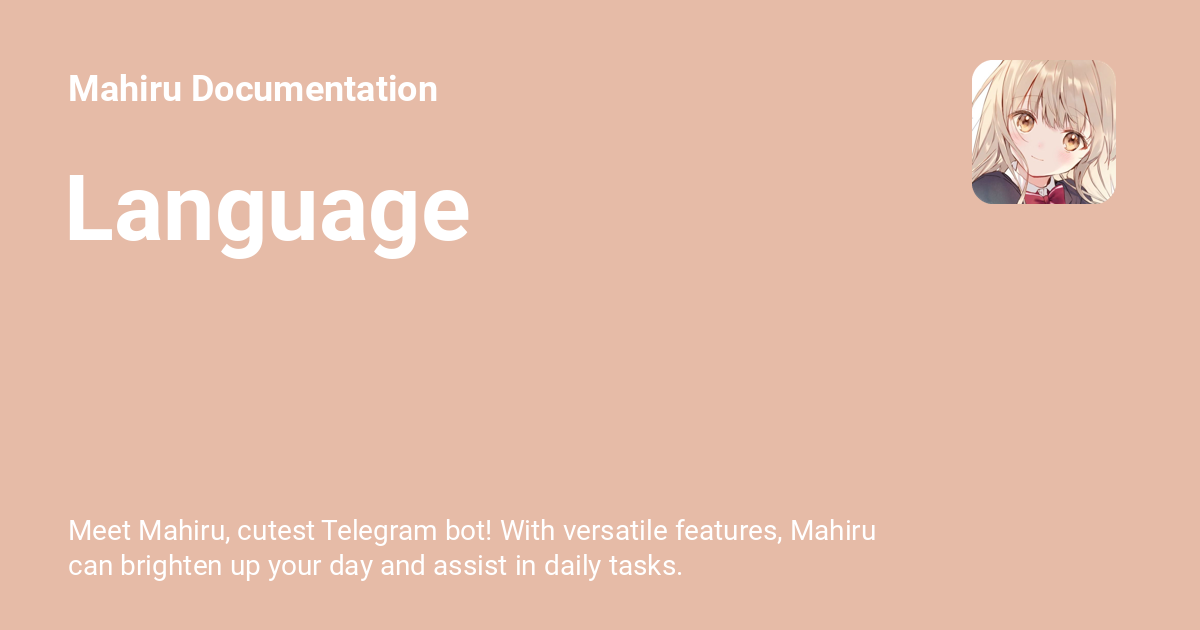 Mahiru Documentation
Language
Meet Mahiru, cutest Telegram bot! With versatile features, Mahiru
can brighten up your day and assist in daily tasks.